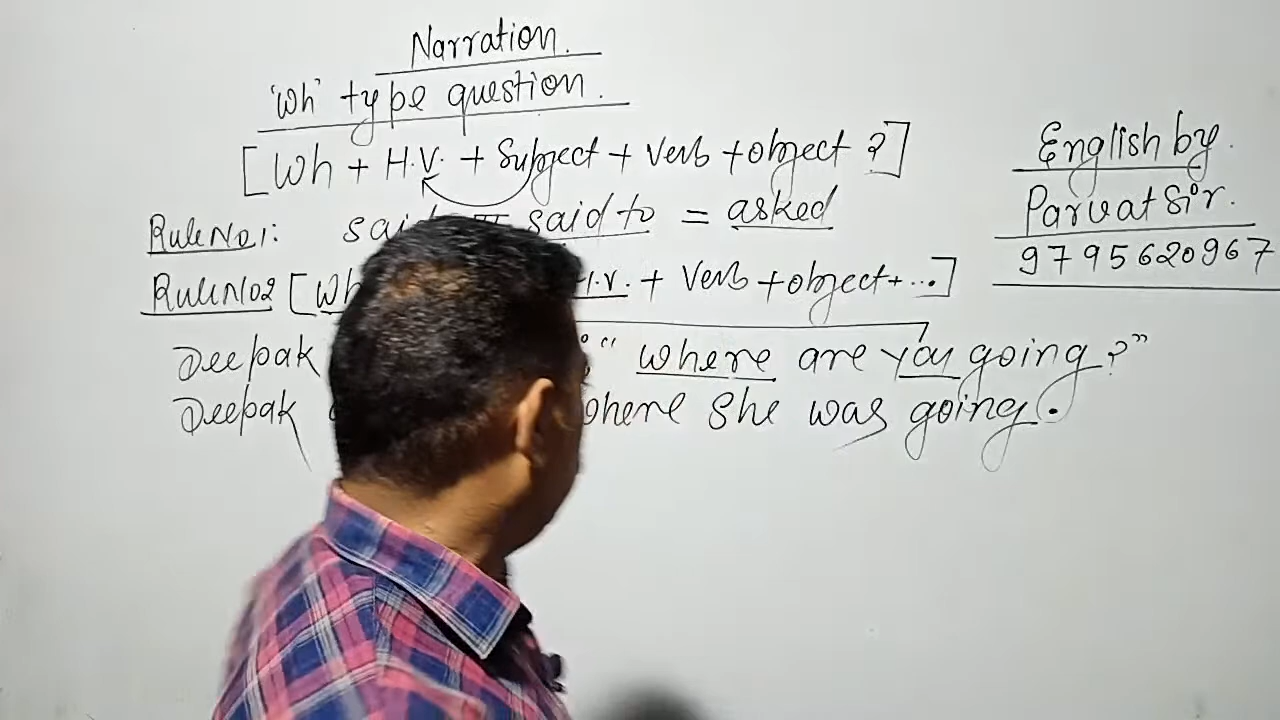 Narration.
'Wh' type question.
[Wh + H.V. + Subject + Verb + object ?]
Rule No 1: said to = asked
Rule No 2 [Wh + Verb + object + ...]
Deepak " where are you going ? "
Deepak where she was going.
English by
Parvat Sir.
9795620967